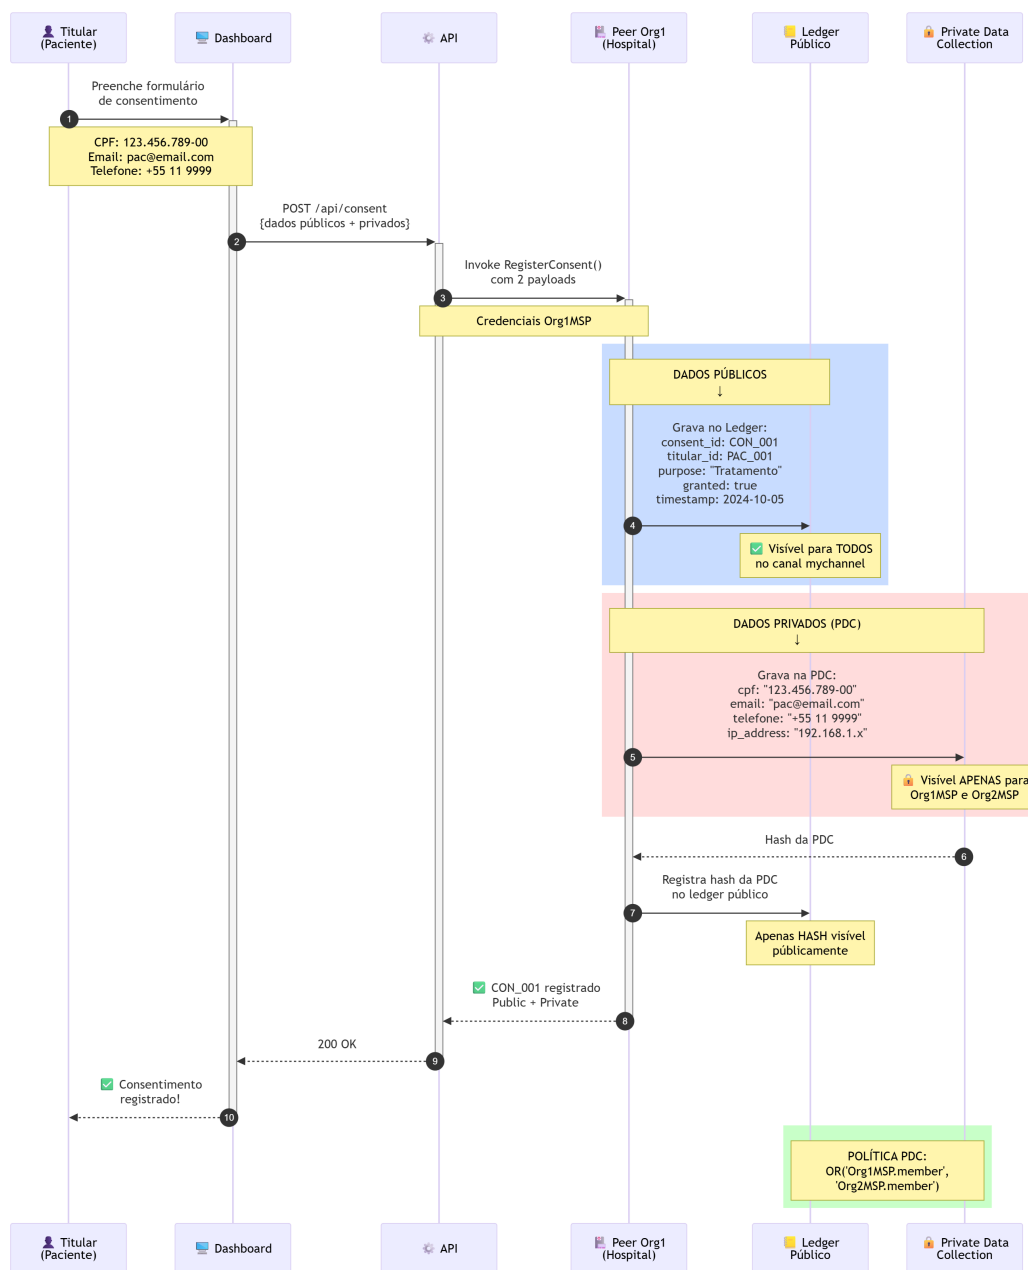 👤 Titular
(Paciente)
🖥️ Dashboard
⚙️ API
🏥 Peer Org1
(Hospital)
📒 Ledger
Público
🔒 Private Data
Collection
Preenche formulário
de consentimento
1
CPF: 123.456.789-00
Email: pac@email.com
Telefone: +55 11 9999
POST /api/consent
{dados públicos + privados}
2
Invoke RegisterConsent()
com 2 payloads
3
Credenciais Org1MSP
DADOS PÚBLICOS
↓
Grava no Ledger:
consent_id: CON_001
titular_id: PAC_001
purpose: "Tratamento"
granted: true
timestamp: 2024-10-05
4
✅ Visível para TODOS
no canal mychannel
DADOS PRIVADOS (PDC)
↓
Grava na PDC:
cpf: "123.456.789-00"
email: "pac@email.com"
telefone: "+55 11 9999"
ip_address: "192.168.1.x"
5
🔒 Visível APENAS para
Org1MSP e Org2MSP
Hash da PDC
6
Registra hash da PDC
no ledger público
7
Apenas HASH visível
públicamente
✅ CON_001 registrado
Public + Private
8
200 OK
9
✅ Consentimento
registrado!
10
POLÍTICA PDC:
OR('Org1MSP.member',
'Org2MSP.member')
👤 Titular
(Paciente)
🖥️ Dashboard
⚙️ API
🏥 Peer Org1
(Hospital)
📒 Ledger
Público
🔒 Private Data
Collection